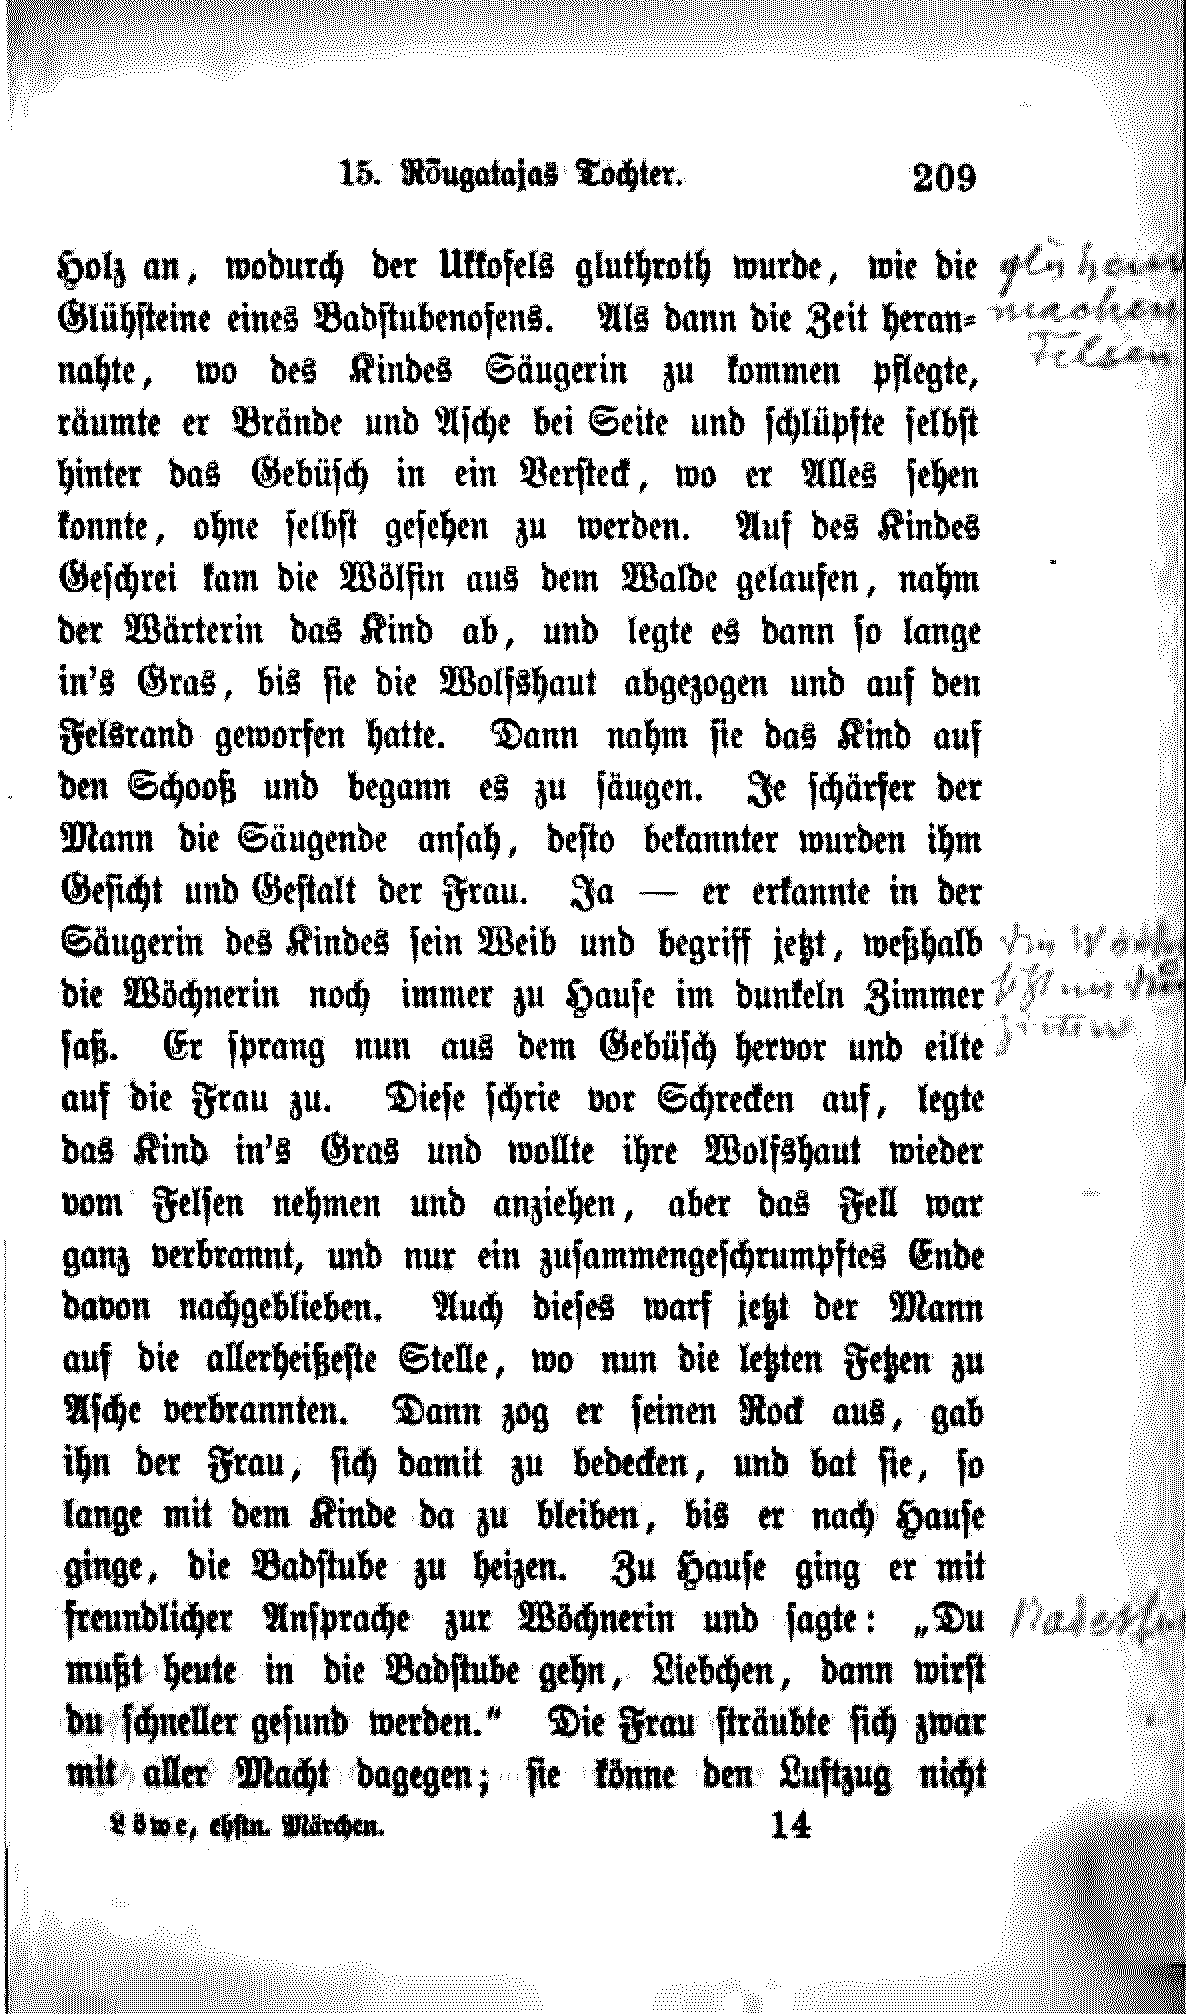 15. Rõugatajas Tochter.
209
Holz an, wodurch der Ukkofels gluthroth wurde, wie die
Glühsteine eines Badstubenofens. Als dann die Zeit heran-
nahte, wo des Kindes Säugerin zu kommen pflegte,
räumte er Brände und Asche bei Seite und schlüpfte selbst
hinter das Gebüsch in ein Versteck, wo er Alles sehen
konnte, ohne selbst gesehen zu werden. Auf des Kindes
Geschrei kam die Wölfin aus dem Walde gelaufen, nahm
der Wärterin das Kind ab, und legte es dann so lange
in's Gras, bis sie die Wolfshaut abgezogen und auf den
Felsrand geworfen hatte. Dann nahm sie das Kind auf
den Schooß und begann es zu säugen. Je schärfer der
Mann die Säugende ansah, desto bekannter wurden ihm
Gesicht und Gestalt der Frau. Ja — er erkannte in der
Säugerin des Kindes sein Weib und begriff jetzt, weßhalb
die Wöchnerin noch immer zu Hause im dunkeln Zimmer
saß. Er sprang nun aus dem Gebüsch hervor und eilte
auf die Frau zu. Diese schrie vor Schrecken auf, legte
das Kind in's Gras und wollte ihre Wolfshaut wieder
vom Felsen nehmen und anziehen, aber das Fell war
ganz verbrannt, und nur ein zusammengeschrumpftes Ende
davon nachgeblieben. Auch dieses warf jetzt der Mann
auf die allerheißeste Stelle, wo nun die letzten Fetzen zu
Asche verbrannten. Dann zog er seinen Rock aus, gab
ihn der Frau, sich damit zu bedecken, und bat sie, so
lange mit dem Kinde da zu bleiben, bis er nach Hause
ginge, die Badstube zu heizen. Zu Hause ging er mit
freundlicher Ansprache zur Wöchnerin und sagte: „Du
mußt heute in die Badstube gehn, Liebchen, dann wirst
du schneller gesund werden.“ Die Frau sträubte sich zwar
mit aller Macht dagegen; sie könne den Luftzug nicht
Löwe, ehstn. Märchen.
14
machen
Felsen